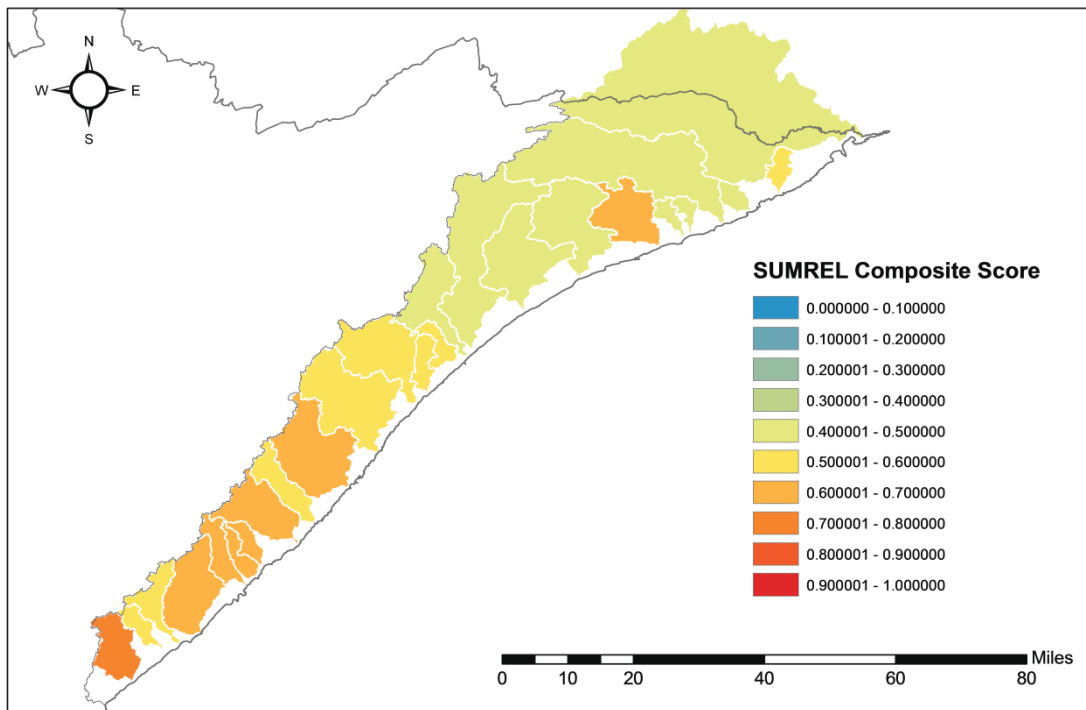 N
W E
S
SUMREL Composite Score
0.000000 - 0.100000
0.100001 - 0.200000
0.200001 - 0.300000
0.300001 - 0.400000
0.400001 - 0.500000
0.500001 - 0.600000
0.600001 - 0.700000
0.700001 - 0.800000
0.800001 - 0.900000
0.900001 - 1.000000
Miles
0 10 20 40 60 80